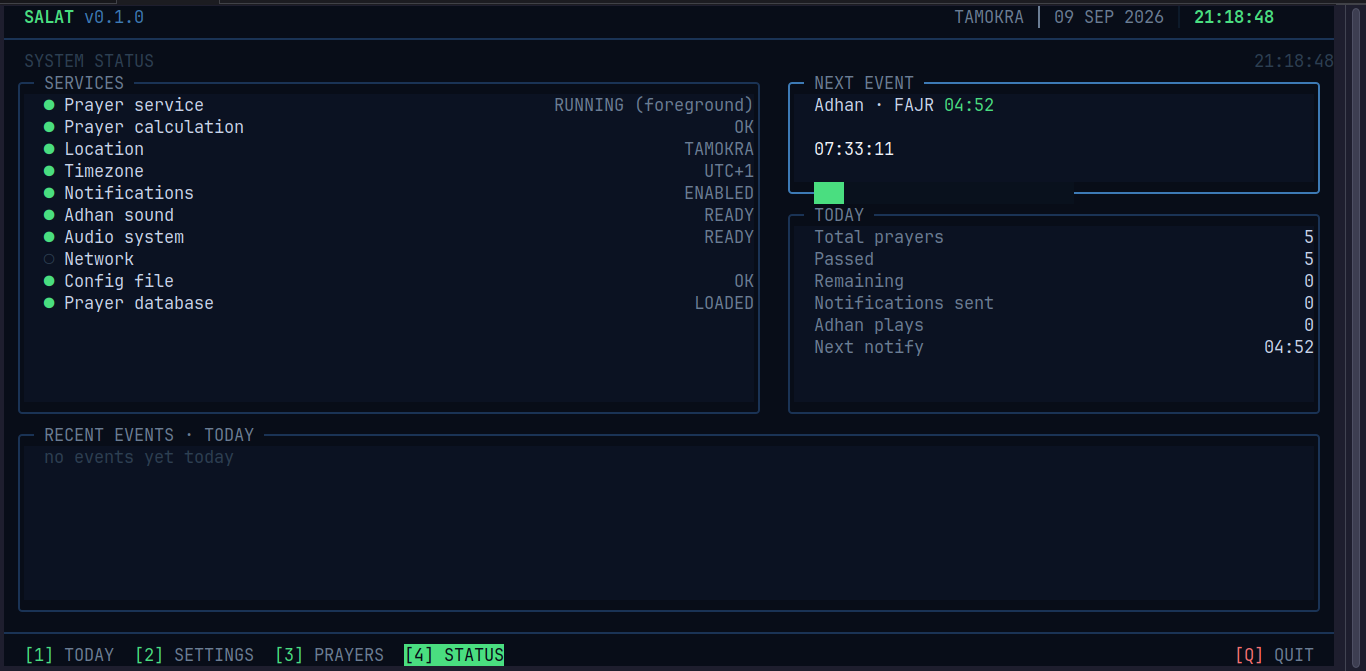 SALAT v0.1.0 TAMOKRA 09 SEP 2026 21:18:48
SYSTEM STATUS 21:18:48
SERVICES
Prayer service RUNNING (foreground)
Prayer calculation OK
Location TAMOKRA
Timezone UTC+1
Notifications ENABLED
Adhan sound READY
Audio system READY
Network
Config file OK
Prayer database LOADED
NEXT EVENT
Adhan · FAJR 04:52
07:33:11
TODAY
Total prayers 5
Passed 5
Remaining 0
Notifications sent 0
Adhan plays 0
Next notify 04:52
RECENT EVENTS · TODAY
no events yet today
[1] TODAY [2] SETTINGS [3] PRAYERS [4] STATUS [Q] QUIT